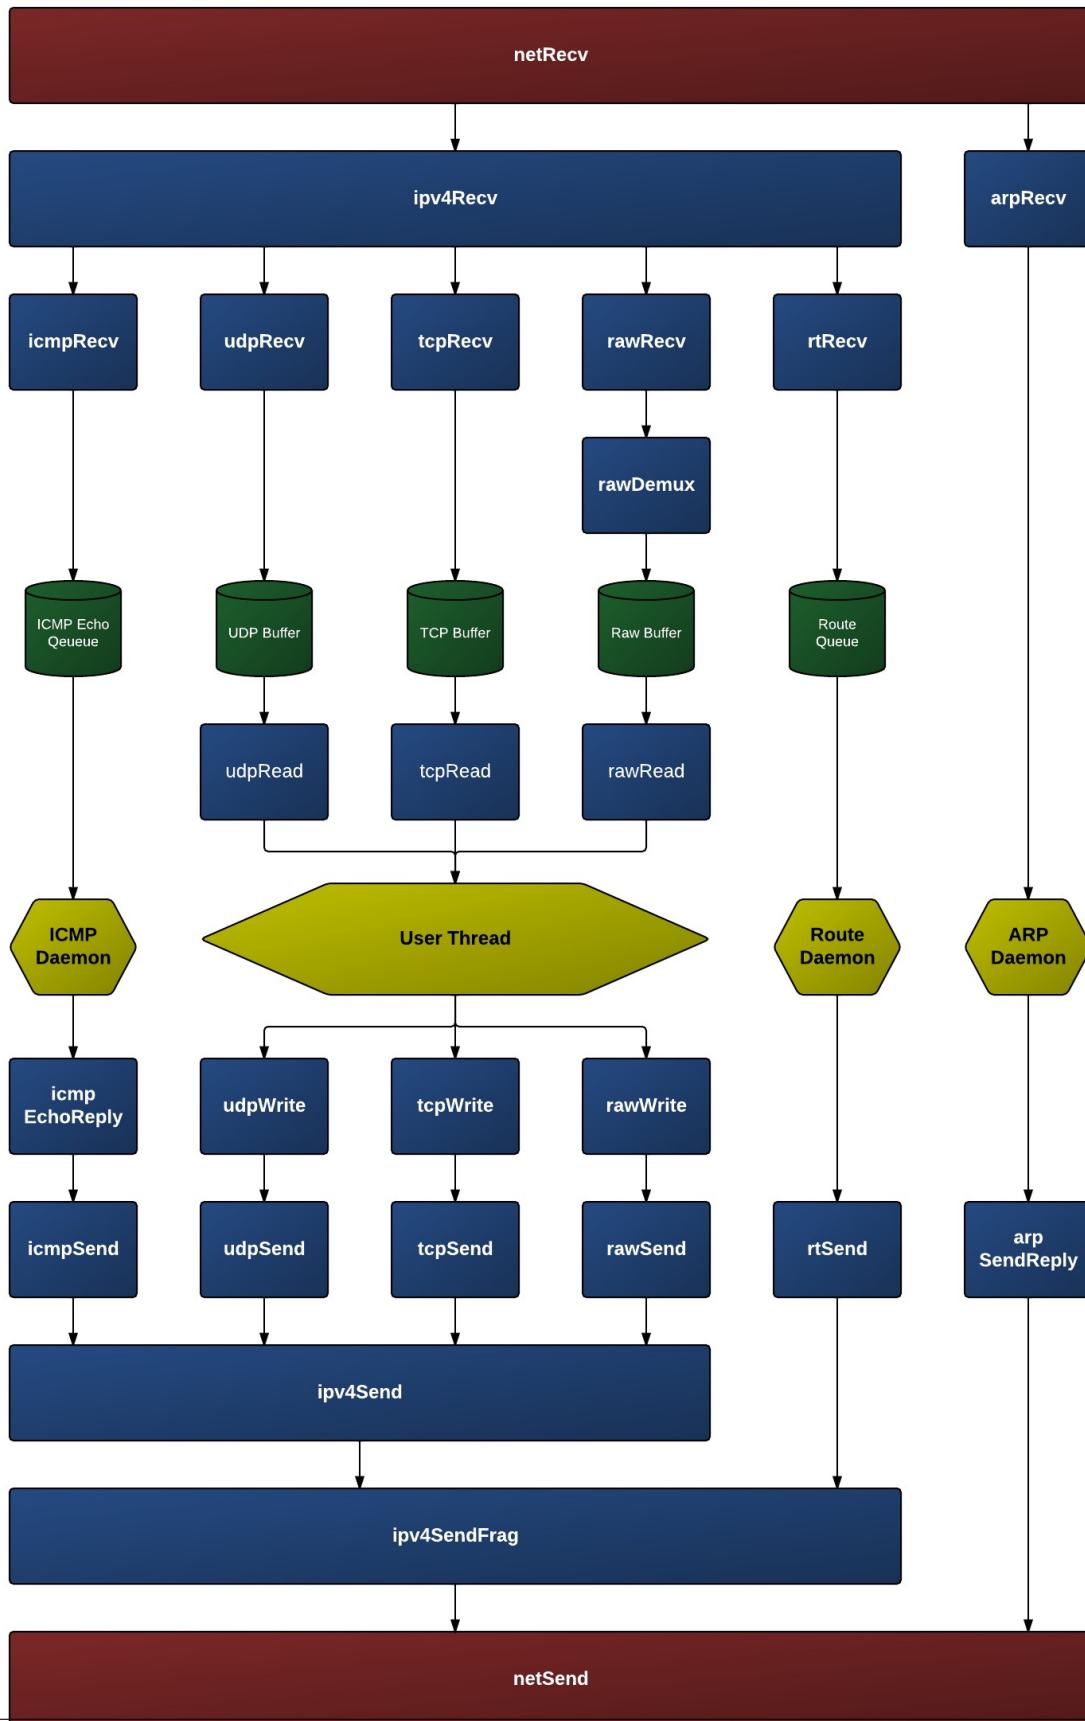 netRecv
ipv4Recv
arpRecv
icmpRecv
udpRecv
tcpRecv
rawRecv
rtRecv
rawDemux
ICMP Echo
Qeueue
UDP Buffer
TCP Buffer
Raw Buffer
Route
Queue
udpRead
tcpRead
rawRead
ICMP
Daemon
User Thread
Route
Daemon
ARP
Daemon
icmp
EchoReply
udpWrite
tcpWrite
rawWrite
icmpSend
udpSend
tcpSend
rawSend
rtSend
arp
SendReply
ipv4Send
ipv4SendFrag
netSend